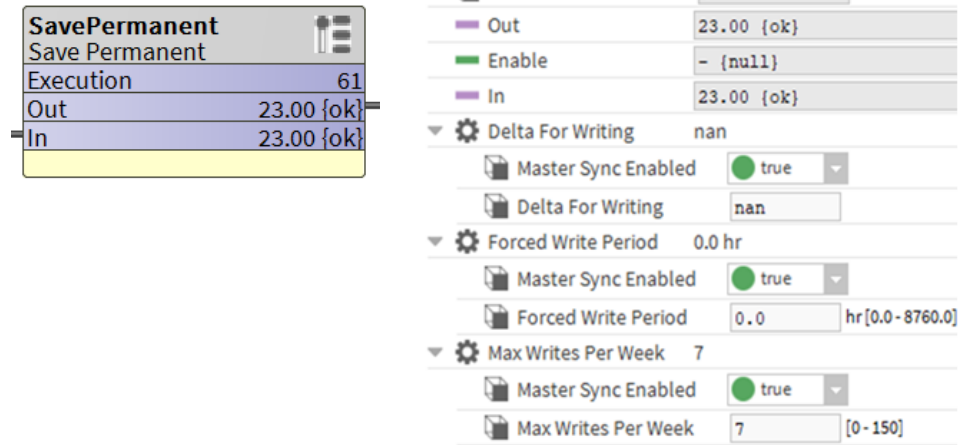 SavePermanent
Save Permanent
Execution 61
Out 23.00 {ok}
In 23.00 {ok}
Out 23.00 {ok}
Enable - {null}
In 23.00 {ok}
Delta For Writing nan
Master Sync Enabled true
Delta For Writing nan
Forced Write Period 0.0 hr
Master Sync Enabled true
Forced Write Period 0.0 hr [0.0 - 8760.0]
Max Writes Per Week 7
Master Sync Enabled true
Max Writes Per Week 7 [0 - 150]